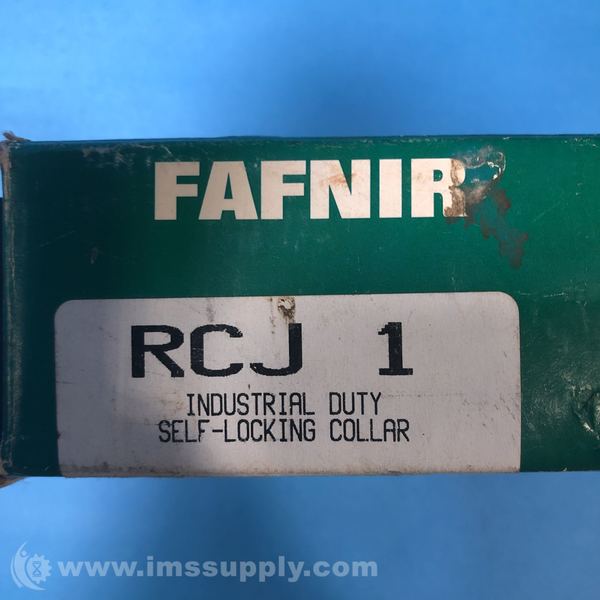 FAFNIR
RCJ 1
INDUSTRIAL DUTY
SELF-LOCKING COLLAR
www.imssupply.com